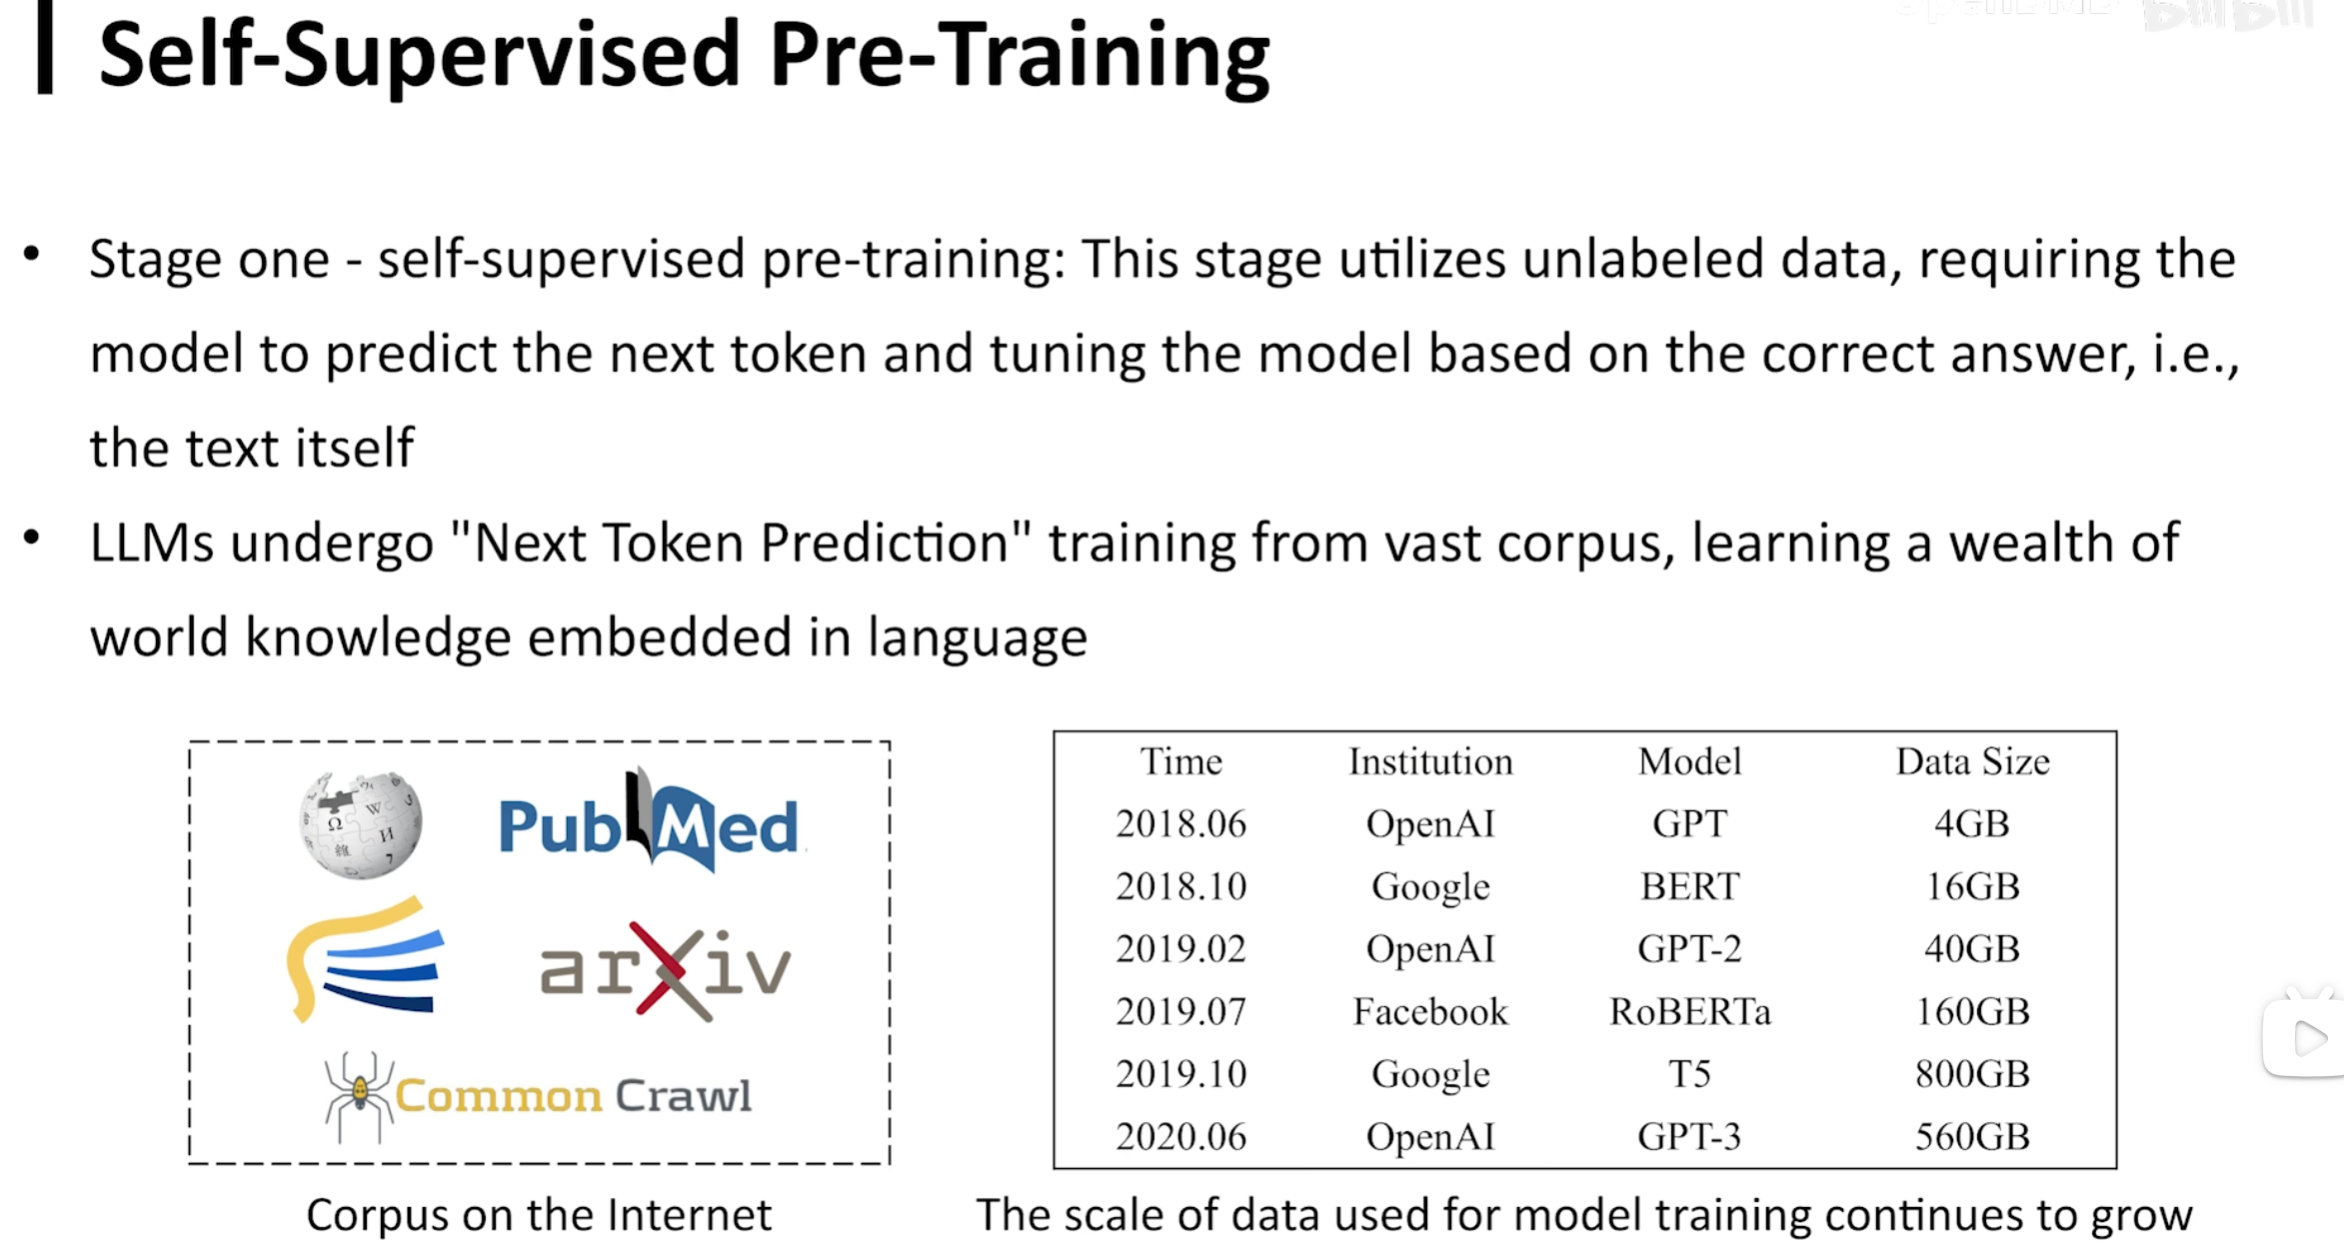 Self-Supervised Pre-Training
• Stage one - self-supervised pre-training: This stage utilizes unlabeled data, requiring the
model to predict the next token and tuning the model based on the correct answer, i.e.,
the text itself
• LLMs undergo "Next Token Prediction" training from vast corpus, learning a wealth of
world knowledge embedded in language
PubMed
arXiv
Common Crawl
Corpus on the Internet
Time Institution Model Data Size
2018.06 OpenAI GPT 4GB
2018.10 Google BERT 16GB
2019.02 OpenAI GPT-2 40GB
2019.07 Facebook RoBERTa 160GB
2019.10 Google T5 800GB
2020.06 OpenAI GPT-3 560GB
The scale of data used for model training continues to grow